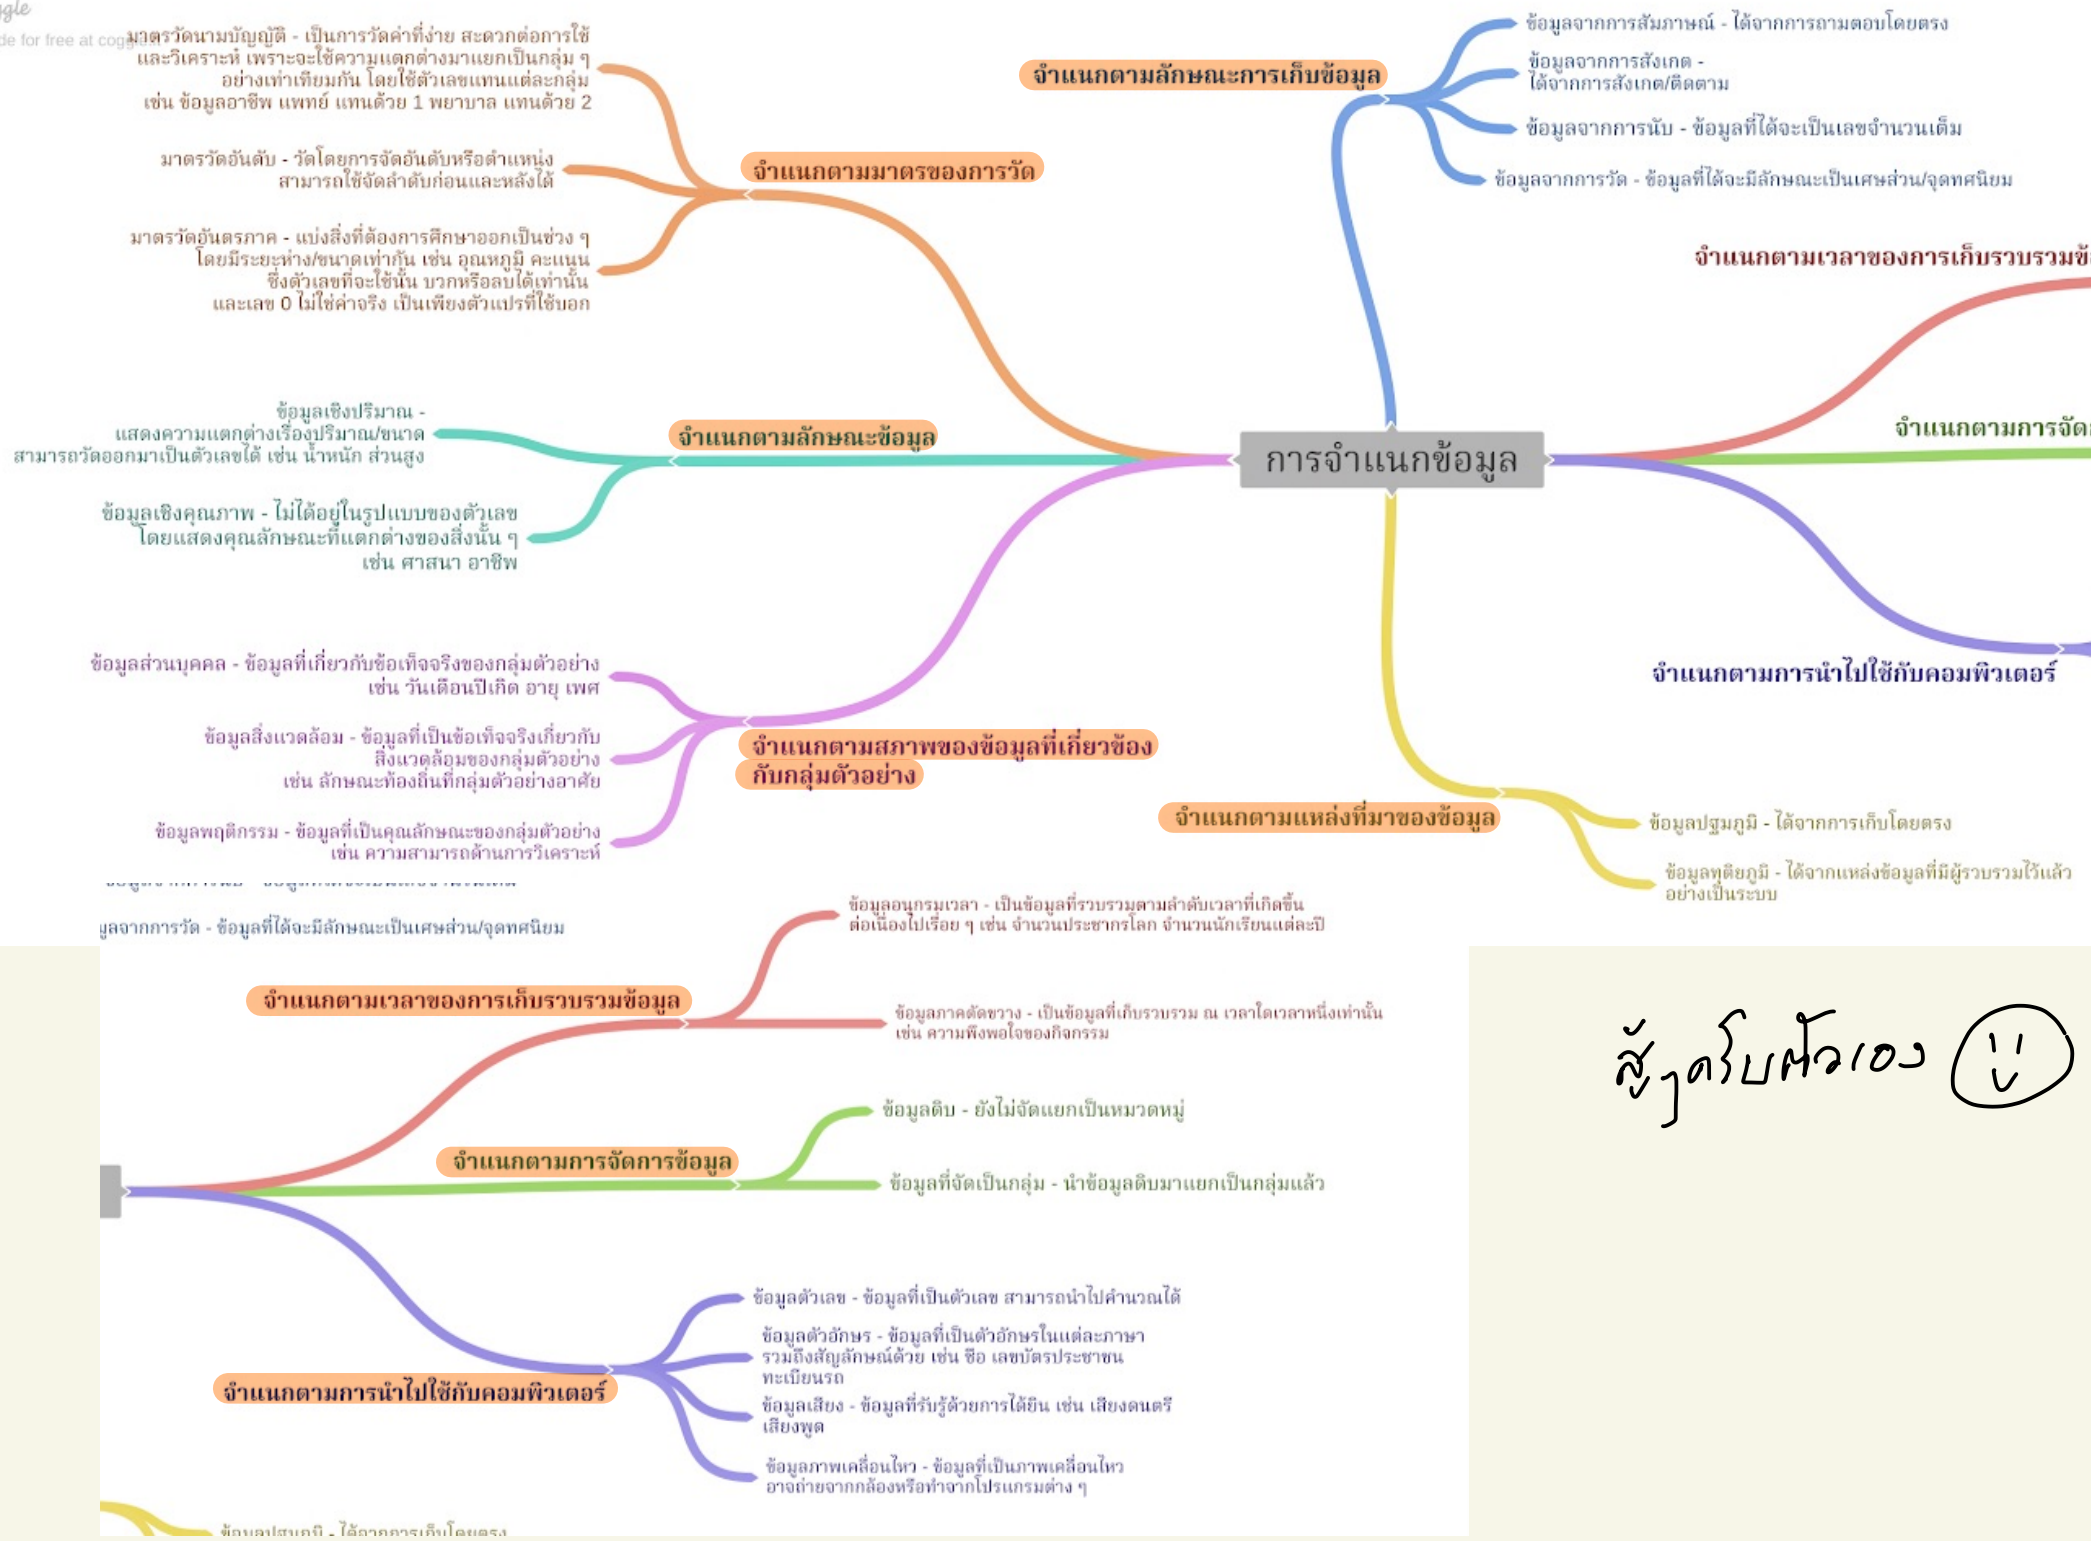 de for free at cog
มาตรวัดนามบัญญัติ - เป็นการวัดค่าที่ง่าย สะดวกต่อการใช้
และวิเคราะห์ เพราะจะใช้ความแตกต่างมาแยกเป็นกลุ่ม ๆ
อย่างเท่าเทียมกัน โดยใช้ตัวเลขแทนแต่ละกลุ่ม
เช่น ข้อมูลอาชีพ แพทย์ แทนด้วย 1 พยาบาล แทนด้วย 2
มาตรวัดอันดับ - วัดโดยการจัดอันดับหรือตำแหน่ง
สามารถใช้จัดลำดับก่อนและหลังได้
มาตรวัดอันตรภาค - แบ่งสิ่งที่ต้องการศึกษาออกเป็นช่วง ๆ
โดยมีระยะห่าง/ขนาดเท่ากัน เช่น อุณหภูมิ คะแนน
ซึ่งตัวเลขที่จะใช้นั้น บวกหรือลบได้เท่านั้น
และเลข 0 ไม่ใช่ค่าจริง เป็นเพียงตัวแปรที่ใช้บอก
จำแนกตามมาตรของการวัด
จำแนกตามลักษณะการเก็บข้อมูล
ข้อมูลจากการสัมภาษณ์ - ได้จากการถามตอบโดยตรง
ข้อมูลจากการสังเกต -
ได้จากการสังเกต/ติดตาม
ข้อมูลจากการนับ - ข้อมูลที่ได้จะเป็นเลขจำนวนเต็ม
ข้อมูลจากการวัด - ข้อมูลที่ได้จะมีลักษณะเป็นเศษส่วน/จุดทศนิยม
จำแนกตามเวลาของการเก็บรวบรวมข้
จำแนกตามการจัด
ข้อมูลเชิงปริมาณ -
แสดงความแตกต่างเรื่องปริมาณ/ขนาด
สามารถวัดออกมาเป็นตัวเลขได้ เช่น น้ำหนัก ส่วนสูง
จำแนกตามลักษณะข้อมูล
ข้อมูลเชิงคุณภาพ - ไม่ได้อยู่ในรูปแบบของตัวเลข
โดยแสดงคุณลักษณะที่แตกต่างของสิ่งนั้น ๆ
เช่น ศาสนา อาชีพ
การจำแนกข้อมูล
ข้อมูลส่วนบุคคล - ข้อมูลที่เกี่ยวกับข้อเท็จจริงของกลุ่มตัวอย่าง
เช่น วันเดือนปีเกิด อายุ เพศ
ข้อมูลสิ่งแวดล้อม - ข้อมูลที่เป็นข้อเท็จจริงเกี่ยวกับ
สิ่งแวดล้อมของกลุ่มตัวอย่าง
เช่น ลักษณะท้องถิ่นที่กลุ่มตัวอย่างอาศัย
ข้อมูลพฤติกรรม - ข้อมูลที่เป็นคุณลักษณะของกลุ่มตัวอย่าง
เช่น ความสามารถด้านการวิเคราะห์
จำแนกตามสภาพของข้อมูลที่เกี่ยวข้อง
กับกลุ่มตัวอย่าง
จำแนกตามการนำไปใช้กับคอมพิวเตอร์
จำแนกตามแหล่งที่มาของข้อมูล
ข้อมูลปฐมภูมิ - ได้จากการเก็บโดยตรง
ข้อมูลทุติยภูมิ - ได้จากแหล่งข้อมูลที่มีผู้รวบรวมไว้แล้ว
อย่างเป็นระบบ
มูลจากการวัด - ข้อมูลที่ได้จะมีลักษณะเป็นเศษส่วน/จุดทศนิยม
ข้อมูลอนุกรมเวลา - เป็นข้อมูลที่รวบรวมตามลำดับเวลาที่เกิดขึ้น
ต่อเนื่องไปเรื่อย ๆ เช่น จำนวนประชากรโลก จำนวนนักเรียนแต่ละปี
จำแนกตามเวลาของการเก็บรวบรวมข้อมูล
ข้อมูลภาคตัดขวาง - เป็นข้อมูลที่เก็บรวบรวม ณ เวลาใดเวลาหนึ่งเท่านั้น
เช่น ความพึงพอใจของกิจกรรม
ข้อมูลดิบ - ยังไม่จัดแยกเป็นหมวดหมู่
จำแนกตามการจัดการข้อมูล
ข้อมูลที่จัดเป็นกลุ่ม - นำข้อมูลดิบมาแยกเป็นกลุ่มแล้ว
ข้อมูลตัวเลข - ข้อมูลที่เป็นตัวเลข สามารถนำไปคำนวณได้
ข้อมูลตัวอักษร - ข้อมูลที่เป็นตัวอักษรในแต่ละภาษา
รวมถึงสัญลักษณ์ด้วย เช่น ชื่อ เลขบัตรประชาชน
ทะเบียนรถ
จำแนกตามการนำไปใช้กับคอมพิวเตอร์
ข้อมูลเสียง - ข้อมูลที่รับรู้ด้วยการได้ยิน เช่น เสียงดนตรี
เสียงพูด
ข้อมูลภาพเคลื่อนไหว - ข้อมูลที่เป็นภาพเคลื่อนไหว
อาจถ่ายจากกล้องหรือทำจากโปรแกรมต่าง ๆ
ข้อมูลปฐมภูมิ - ได้จากการเก็บโดยตรง
สู้ๆครับตัวเอง